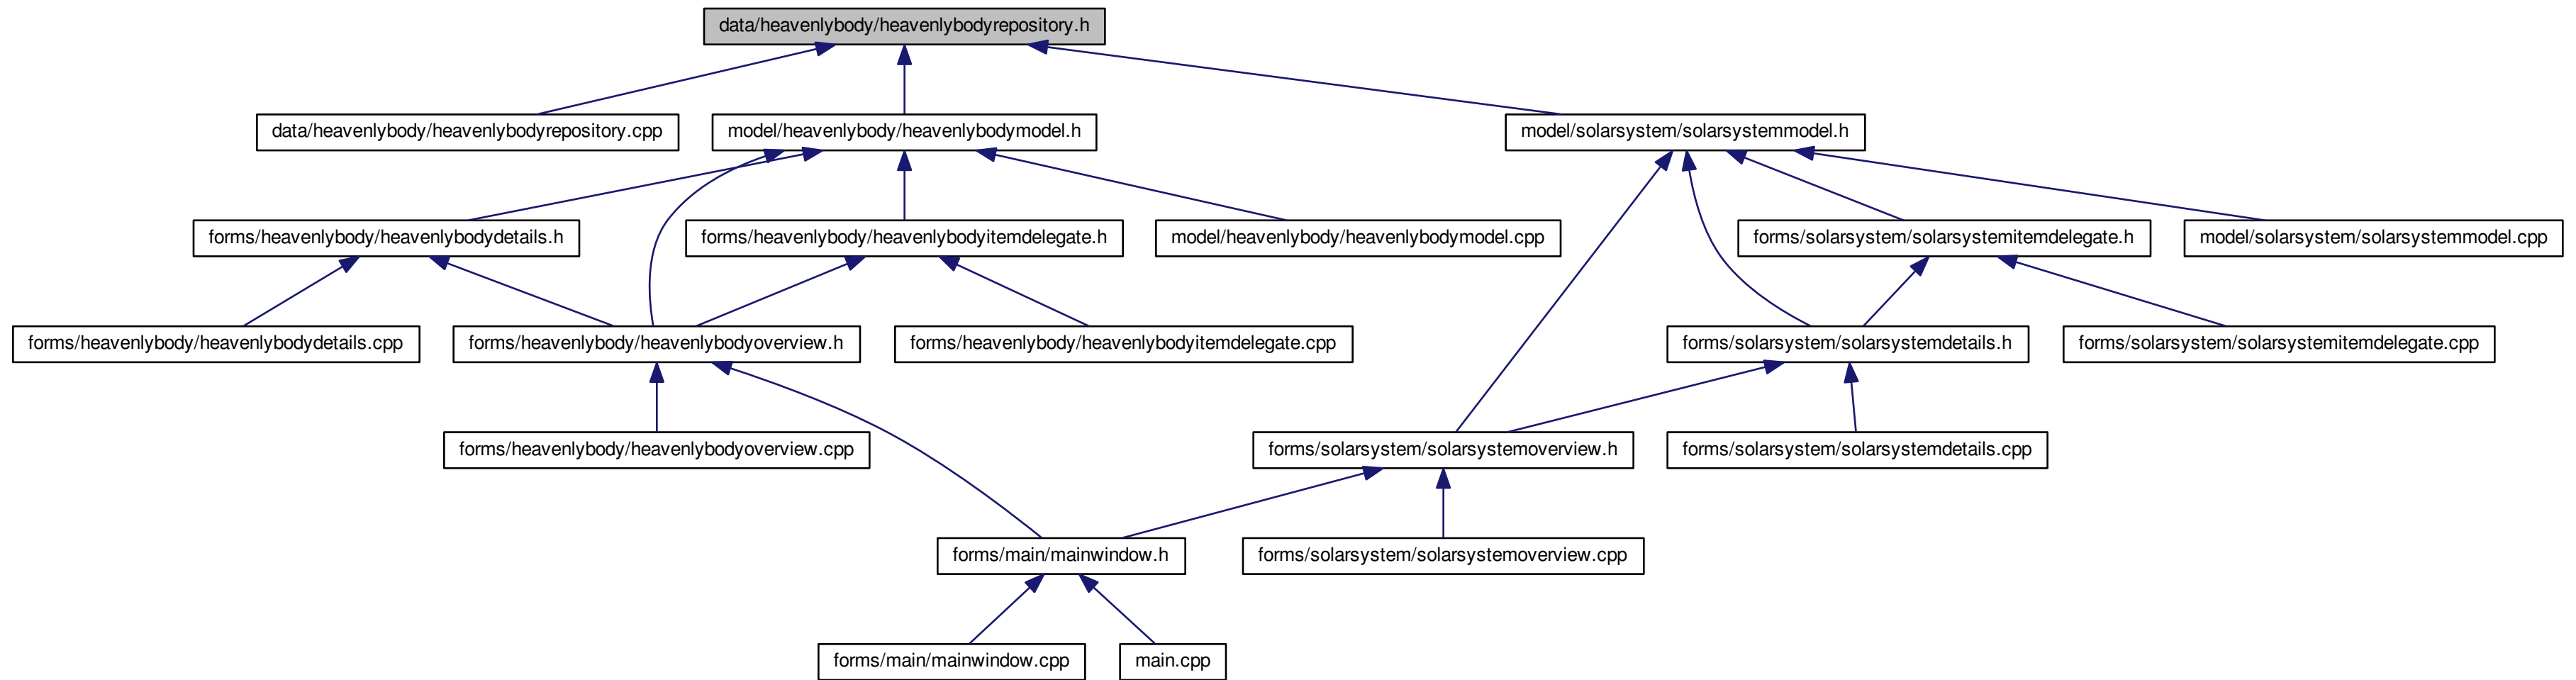 data/heavenlybody/heavenlybodyrepository.h
data/heavenlybody/heavenlybodyrepository.cpp
model/heavenlybody/heavenlybodymodel.h
model/solarsystem/solarsystemmodel.h
forms/heavenlybody/heavenlybodydetails.h
forms/heavenlybody/heavenlybodyitemdelegate.h
model/heavenlybody/heavenlybodymodel.cpp
forms/solarsystem/solarsystemitemdelegate.h
model/solarsystem/solarsystemmodel.cpp
forms/heavenlybody/heavenlybodydetails.cpp
forms/heavenlybody/heavenlybodyoverview.h
forms/heavenlybody/heavenlybodyitemdelegate.cpp
forms/solarsystem/solarsystemdetails.h
forms/solarsystem/solarsystemitemdelegate.cpp
forms/heavenlybody/heavenlybodyoverview.cpp
forms/solarsystem/solarsystemoverview.h
forms/solarsystem/solarsystemdetails.cpp
forms/main/mainwindow.h
forms/solarsystem/solarsystemoverview.cpp
forms/main/mainwindow.cpp
main.cpp